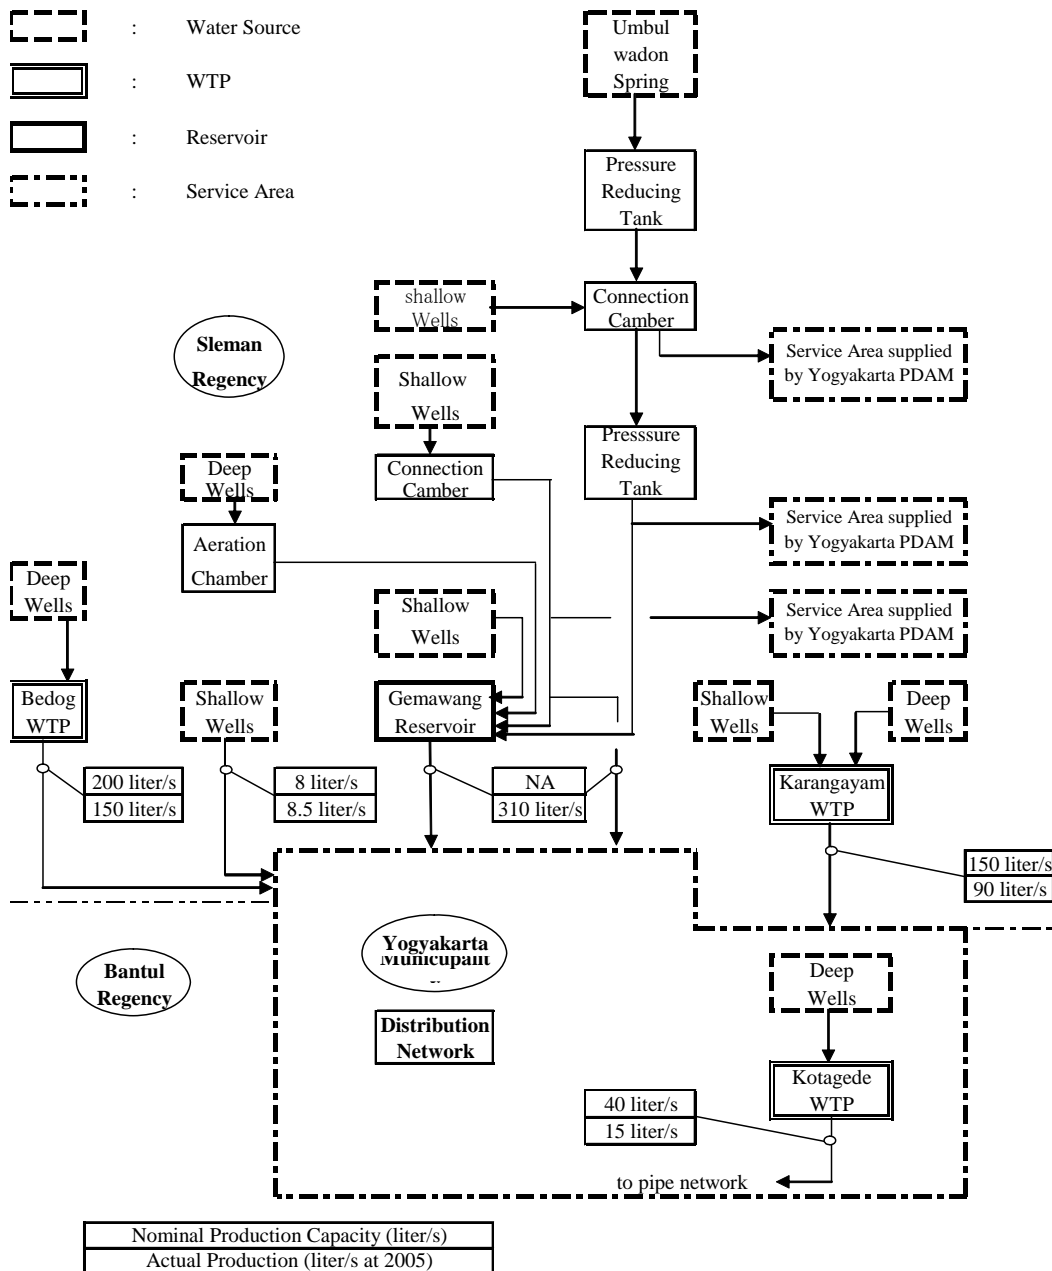 : Water Source
: WTP
: Reservoir
: Service Area
Umbul
wadon
Spring
Pressure
Reducing
Tank
shallow
Wells
Connection
Camber
Service Area supplied
by Yogyakarta PDAM
Sleman
Regency
Shallow
Wells
Connection
Camber
Presssure
Reducing
Tank
Deep
Wells
Aeration
Chamber
Service Area supplied
by Yogyakarta PDAM
Deep
Wells
Shallow
Wells
Service Area supplied
by Yogyakarta PDAM
Bedog
WTP
Shallow
Wells
Gemawang
Reservoir
Shallow
Wells
Deep
Wells
200 liter/s
150 liter/s
8 liter/s
8.5 liter/s
NA
310 liter/s
Karangayam
WTP
150 liter/s
90 liter/s
Bantul
Regency
Yogyakarta
Municupalit
Distribution
Network
Deep
Wells
Kotagede
WTP
40 liter/s
15 liter/s
to pipe network
Nominal Production Capacity (liter/s)
Actual Production (liter/s at 2005)